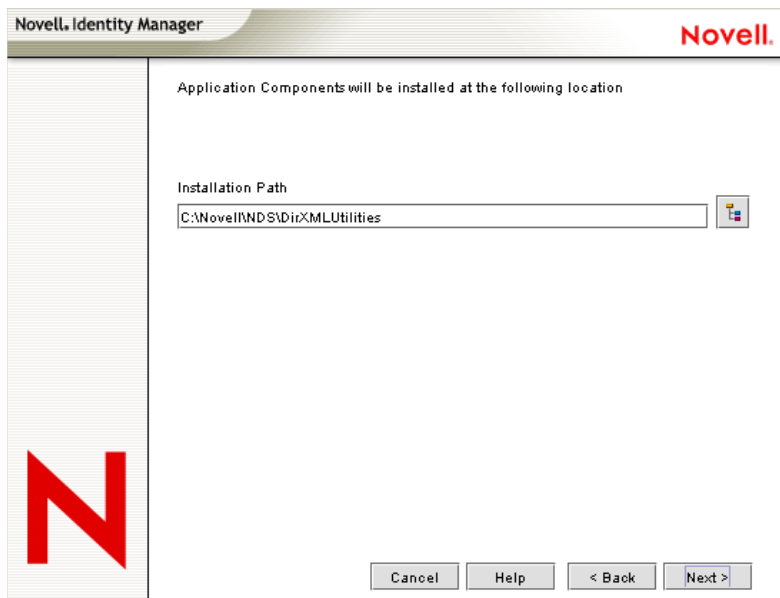 Novell. Identity Manager
Novell.
Application Components will be installed at the following location
Installation Path
C:\Novell\NDS\DirXMLUtilities
N
Cancel Help < Back Next >